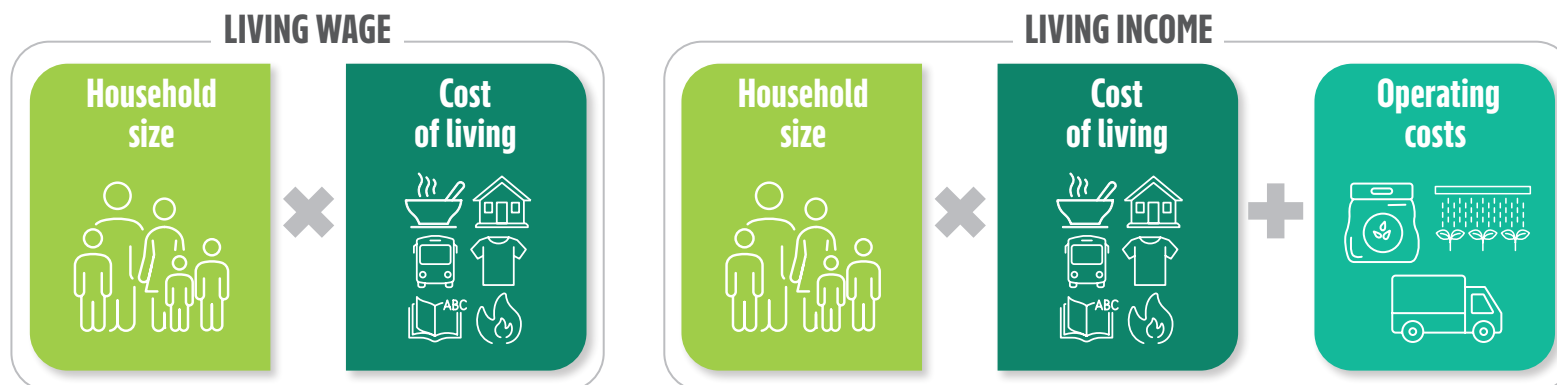 LIVING WAGE
Household
size
Cost
of living
ABC
LIVING INCOME
Household
size
Cost
of living
ABC
Operating
costs